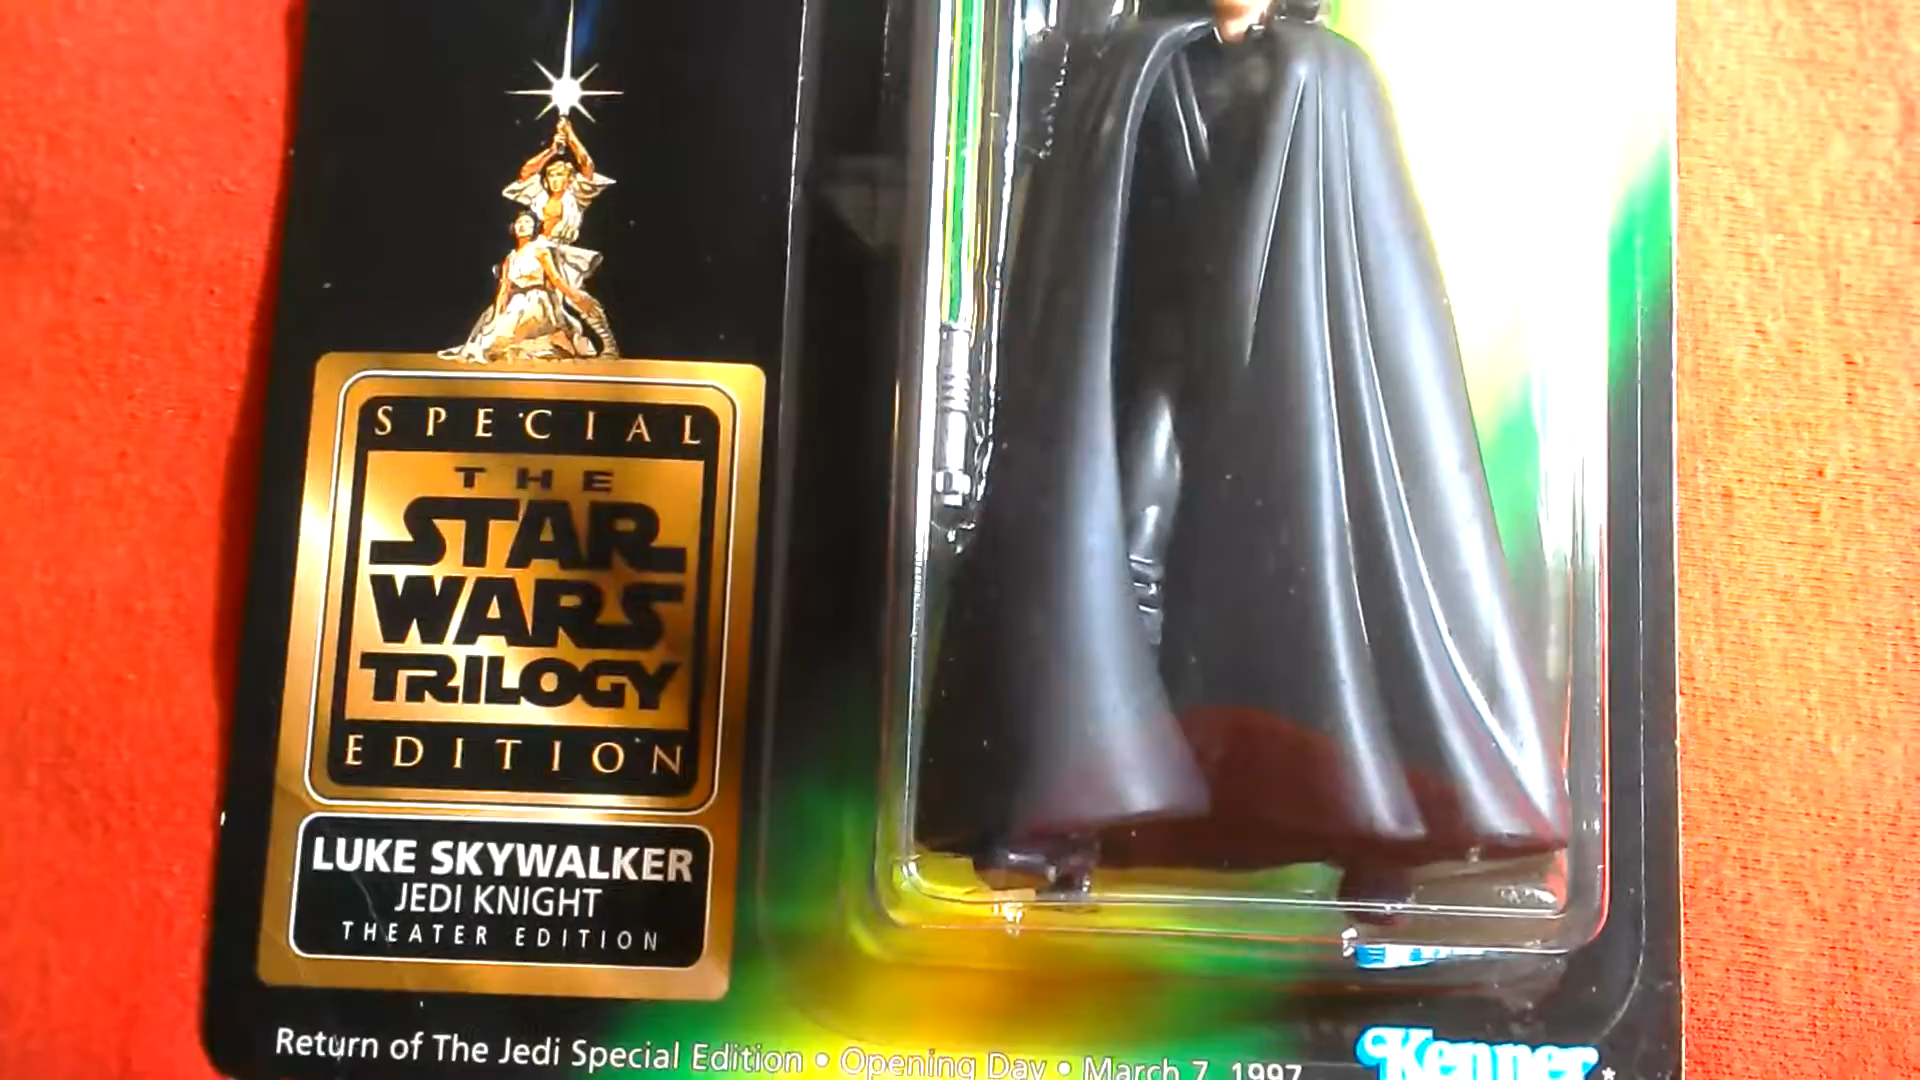 SPECIAL
THE
STAR
WARS
TRILOGY
EDITION
LUKE SKYWALKER
JEDI KNIGHT
THEATER EDITION
Return of The Jedi Special Edition • Opening Day • March 7, 1997
Kenner